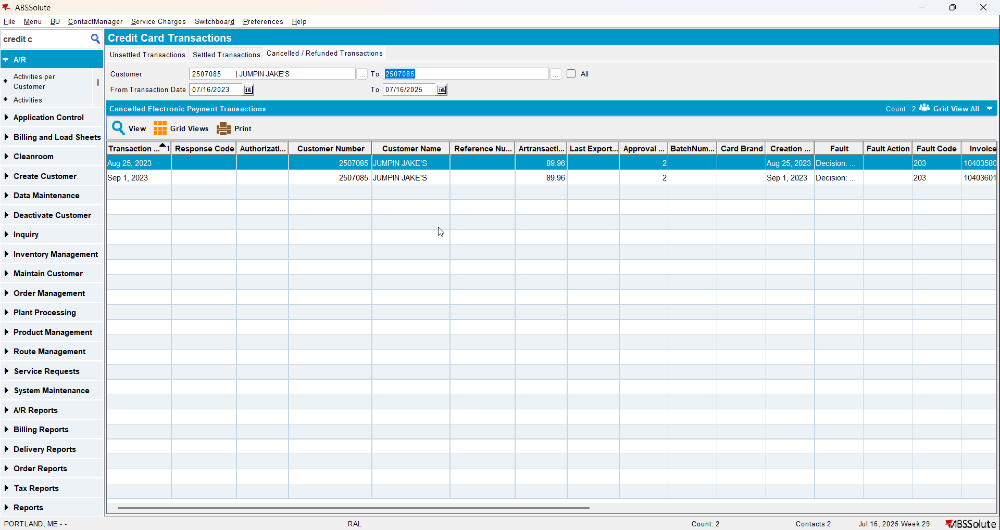 ABSSolute
File Menu BU ContactManager Service Charges Switchboard Preferences Help
credit c
Credit Card Transactions
A/R
Activities per
Customer
Activities
Application Control
Billing and Load Sheets
Cleanroom
Create Customer
Data Maintenance
Deactivate Customer
Inquiry
Inventory Management
Maintain Customer
Order Management
Plant Processing
Product Management
Route Management
Service Requests
System Maintenance
A/R Reports
Billing Reports
Delivery Reports
Order Reports
Tax Reports
Reports
Unsettled Transactions Settled Transactions Cancelled / Refunded Transactions
Customer 2507085 | JUMPIN JAKE'S ... To 2507085 ... All
From Transaction Date 07/16/2023 16 To 07/16/2025 16
Cancelled Electronic Payment Transactions Count : 2 Grid View All
View Grid Views Print
Transaction ... 1 Response Code Authorizati... Customer Number Customer Name Reference Nu... Artransacti... Last Export... Approval ... BatchNum... Card Brand Creation ... Fault Fault Action Fault Code Invoice
Aug 25, 2023 2507085 JUMPIN JAKE'S 89.96 2 Aug 25, 2023 Decision: ... 203 10403580
Sep 1, 2023 2507085 JUMPIN JAKE'S 89.96 2 Sep 1, 2023 Decision: ... 203 10403601
PORTLAND, ME - - RAL Count: 2 Contacts 2 Jul 16, 2025 Week 29 ABSSolute